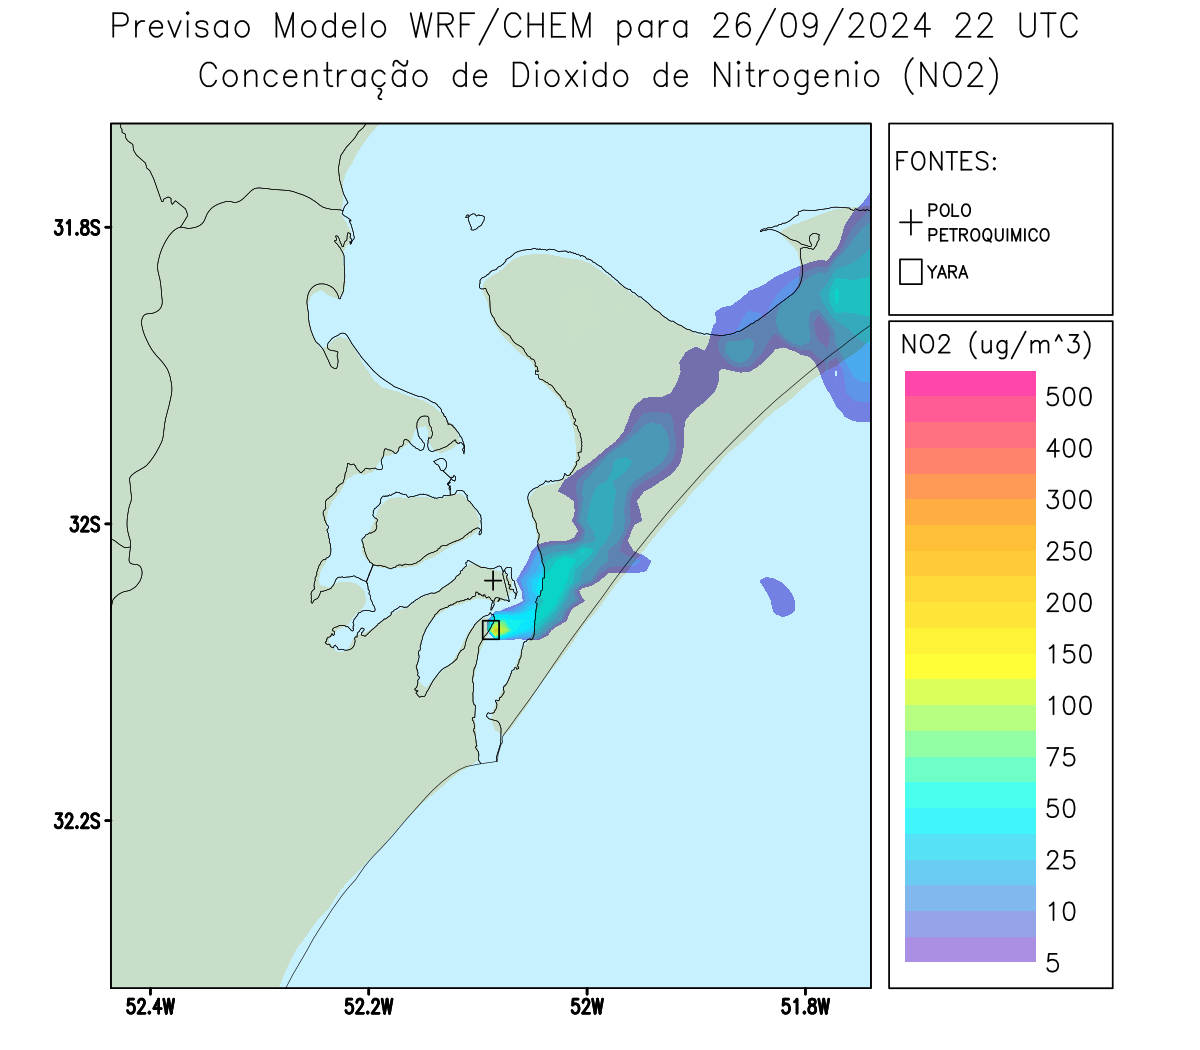 Previsao Modelo WRF/CHEM para 26/09/2024 22 UTC
Concentração de Dioxido de Nitrogenio (NO2)
FONTES:
POLO
PETROQUIMICO
YARA
31.8S
32S
32.2S
52.4W
52.2W
52W
51.8W
NO2 (ug/m^3)
500
400
300
250
200
150
100
75
50
25
10
5